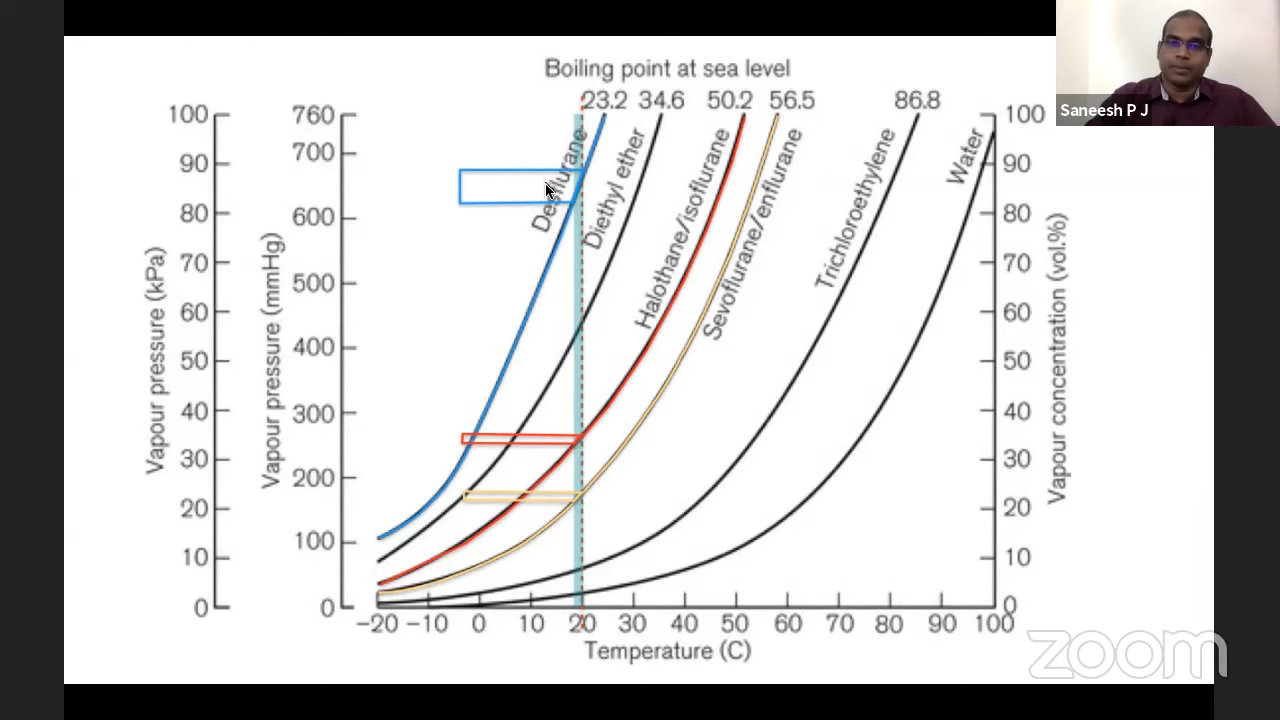 Boiling point at sea level
23.2 34.6 50.2 56.5 86.8
Saneesh P J
Vapour pressure (kPa)
100
90
80
70
60
50
40
30
20
10
0
Vapour pressure (mmHg)
760
700
600
500
400
300
200
100
0
Desflurane
Diethyl ether
Halothane/isoflurane
Sevoflurane/enflurane
Trichloroethylene
Water
100
90
80
70
60
50
40
30
20
10
0
Vapour concentration (vol.%)
-20 -10 0 10 20 30 40 50 60 70 80 90 100
Temperature (C)
zoom